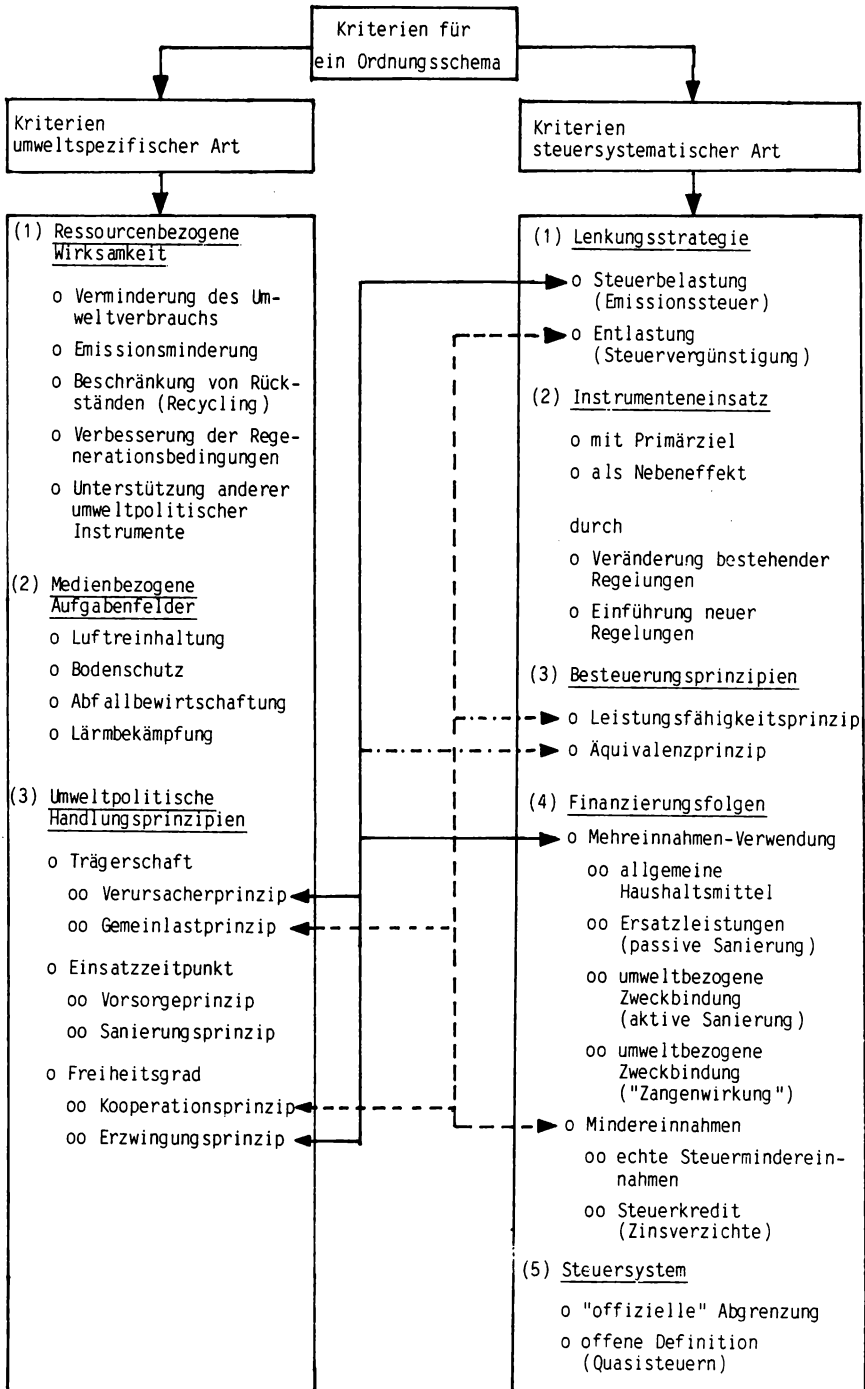 Kriterien für
ein Ordnungsschema
Kriterien
umweltspezifischer Art
(1) Ressourcenbezogene
Wirksamkeit
o Verminderung des Um-
weltverbrauchs
o Emissionsminderung
o Beschränkung von Rück-
ständen (Recycling)
o Verbesserung der Rege-
nerationsbedingungen
o Unterstützung anderer
umweltpolitischer
Instrumente
(2) Medienbezogene
Aufgabenfelder
o Luftreinhaltung
o Bodenschutz
o Abfallbewirtschaftung
o Lärmbekämpfung
(3) Umweltpolitische
Handlungsprinzipien
o Trägerschaft
oo Verursacherprinzip
oo Gemeinlastprinzip
o Einsatzzeitpunkt
oo Vorsorgeprinzip
oo Sanierungsprinzip
o Freiheitsgrad
oo Kooperationsprinzip
oo Erzwingungsprinzip
Kriterien
steuersystematischer Art
(1) Lenkungsstrategie
o Steuerbelastung
(Emissionssteuer)
o Entlastung
(Steuervergünstigung)
(2) Instrumenteneinsatz
o mit Primärziel
o als Nebeneffekt
durch
o Veränderung bestehender
Regelungen
o Einführung neuer
Regelungen
(3) Besteuerungsprinzipien
o Leistungsfähigkeitsprinzip
o Äquivalenzprinzip
(4) Finanzierungsfolgen
o Mehreinnahmen-Verwendung
oo allgemeine
Haushaltsmittel
oo Ersatzleistungen
(passive Sanierung)
oo umweltbezogene
Zweckbindung
(aktive Sanierung)
oo umweltbezogene
Zweckbindung
("Zangenwirkung")
o Mindereinnahmen
oo echte Steuermindereinn-
nahmen
oo Steuerkredit
(Zinsverzichte)
(5) Steuersystem
o "offizielle" Abgrenzung
o offene Definition
(Quasisteuern)